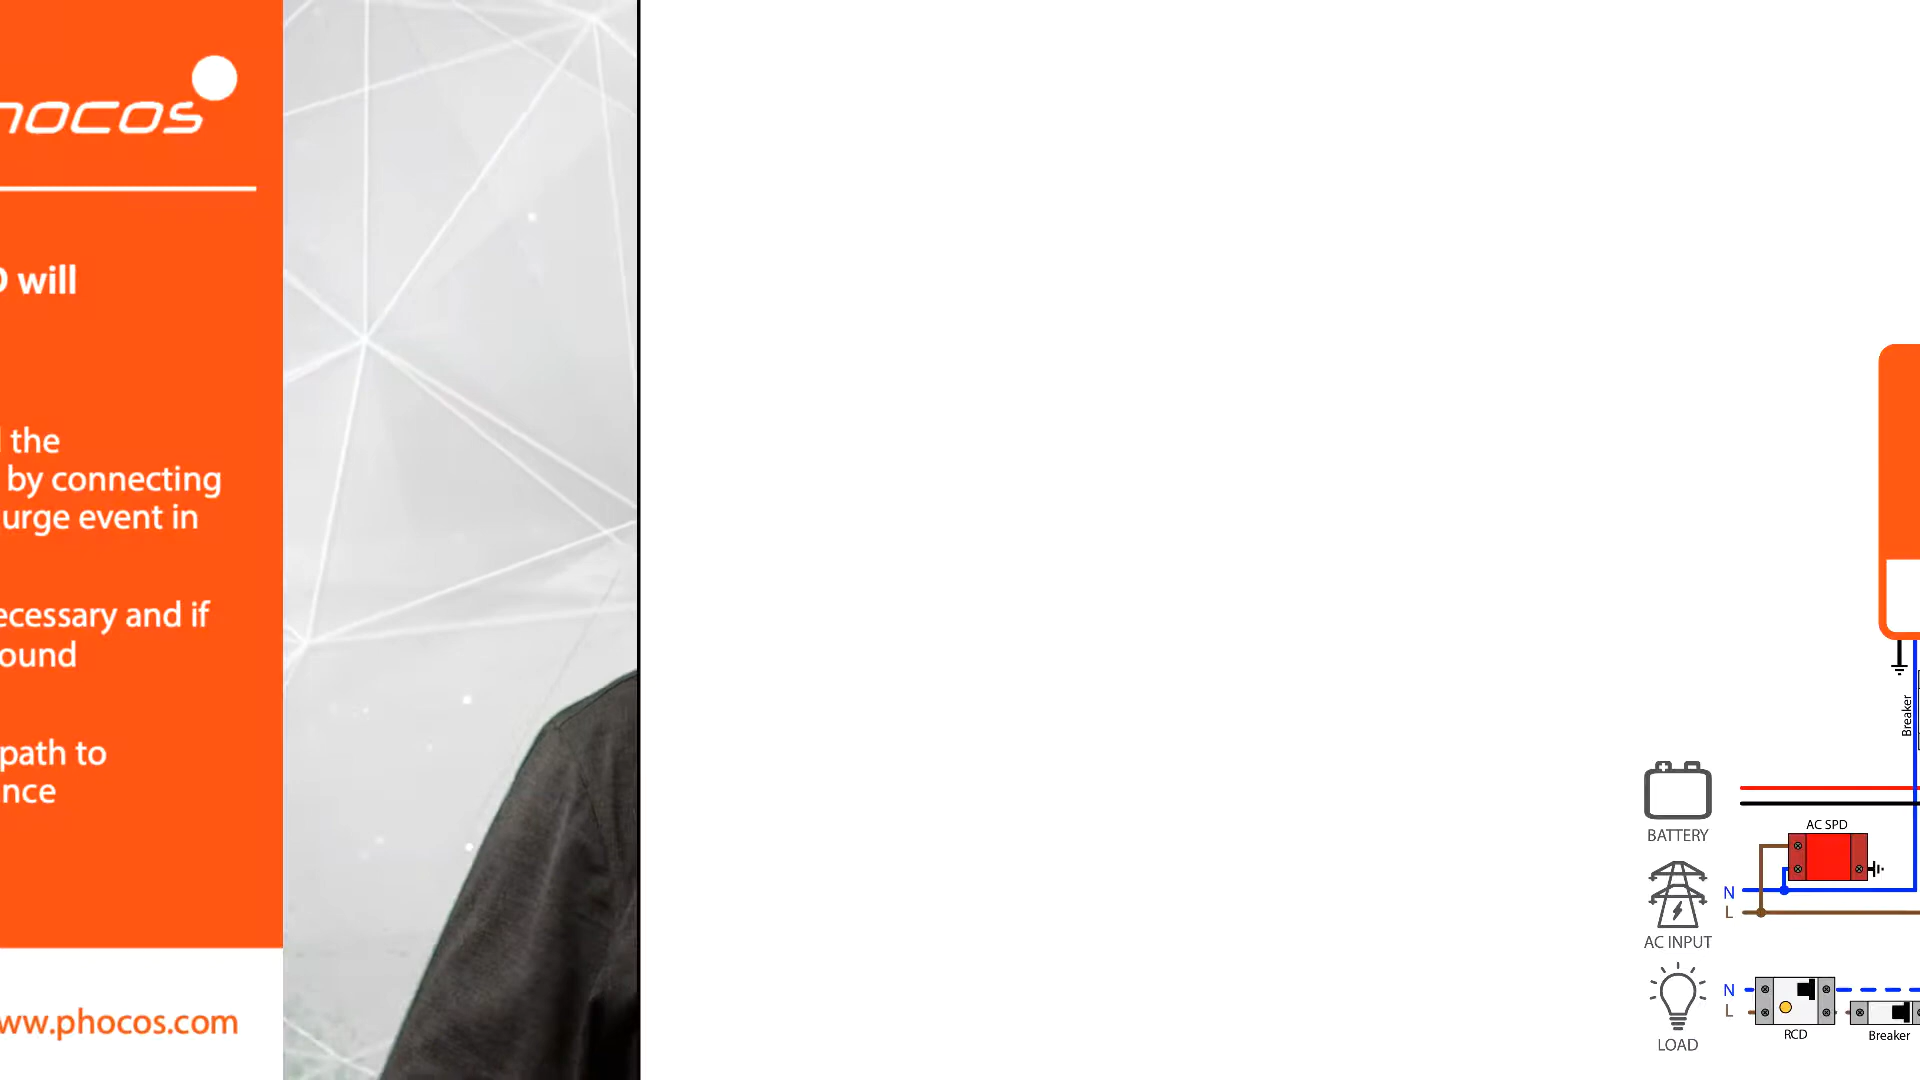 hocos
will
the
by connecting
urge event in
ecessary and if
ound
path to
nce
ww.phocos.com
Breaker
BATTERY
AC SPD
N
L
AC INPUT
N
L
RCD
Breaker
LOAD